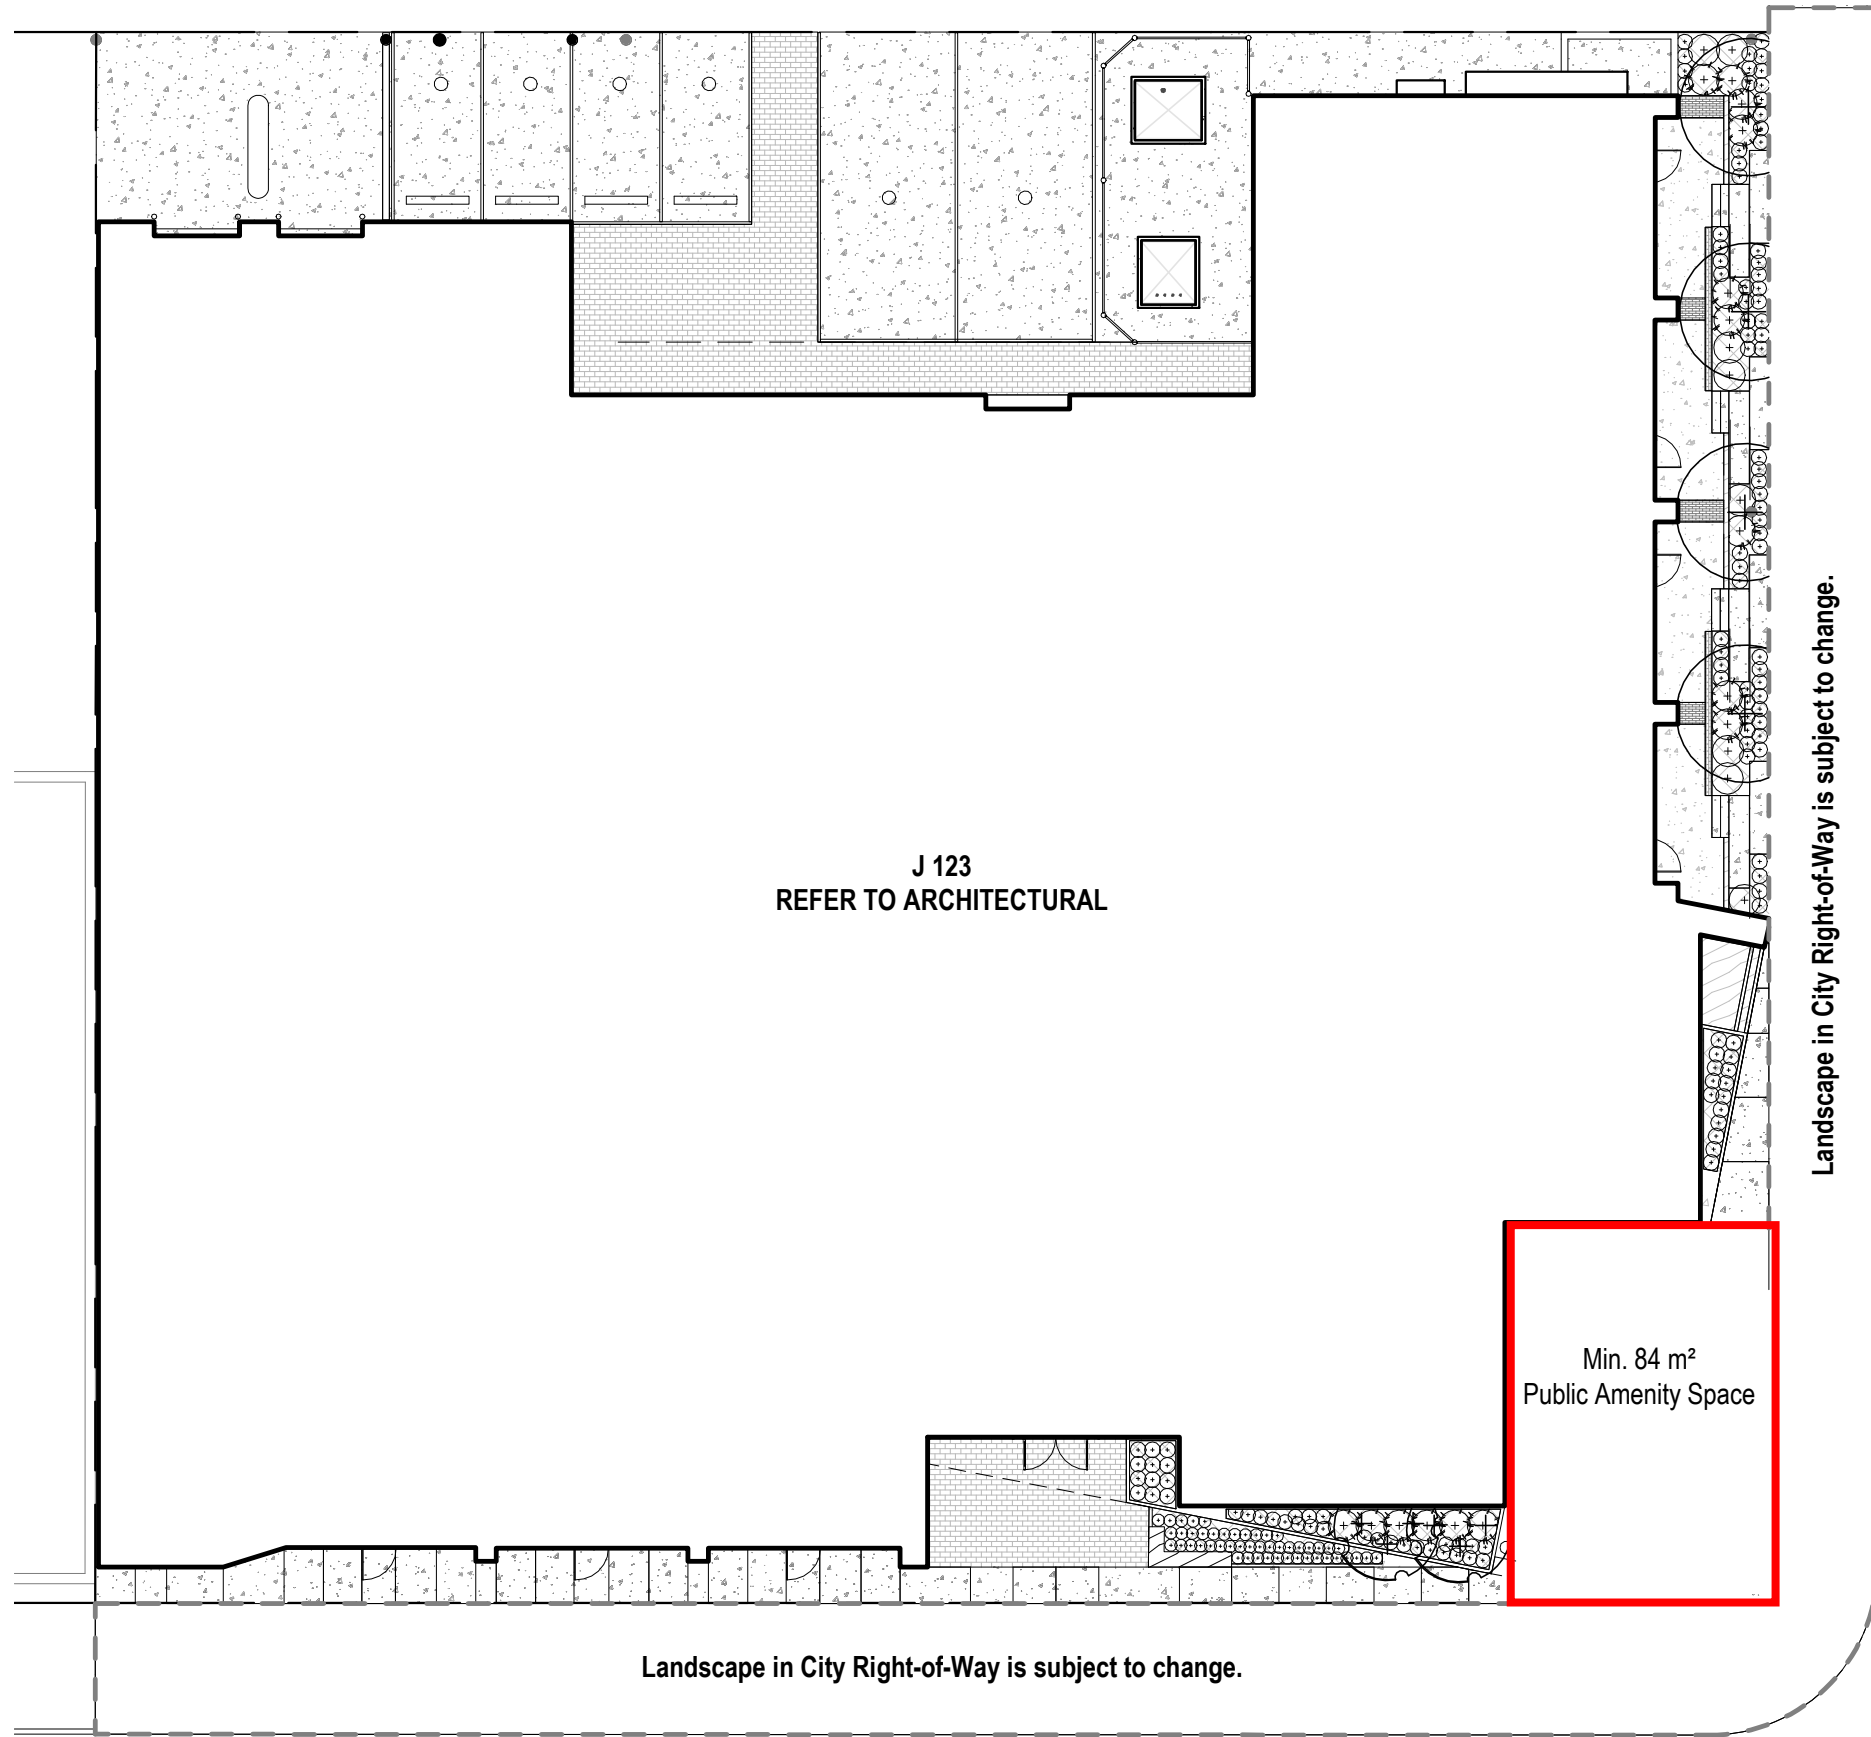 J 123
REFER TO ARCHITECTURAL
Landscape in City Right-of-Way is subject to change.
Min. 84 m²
Public Amenity Space
Landscape in City Right-of-Way is subject to change.